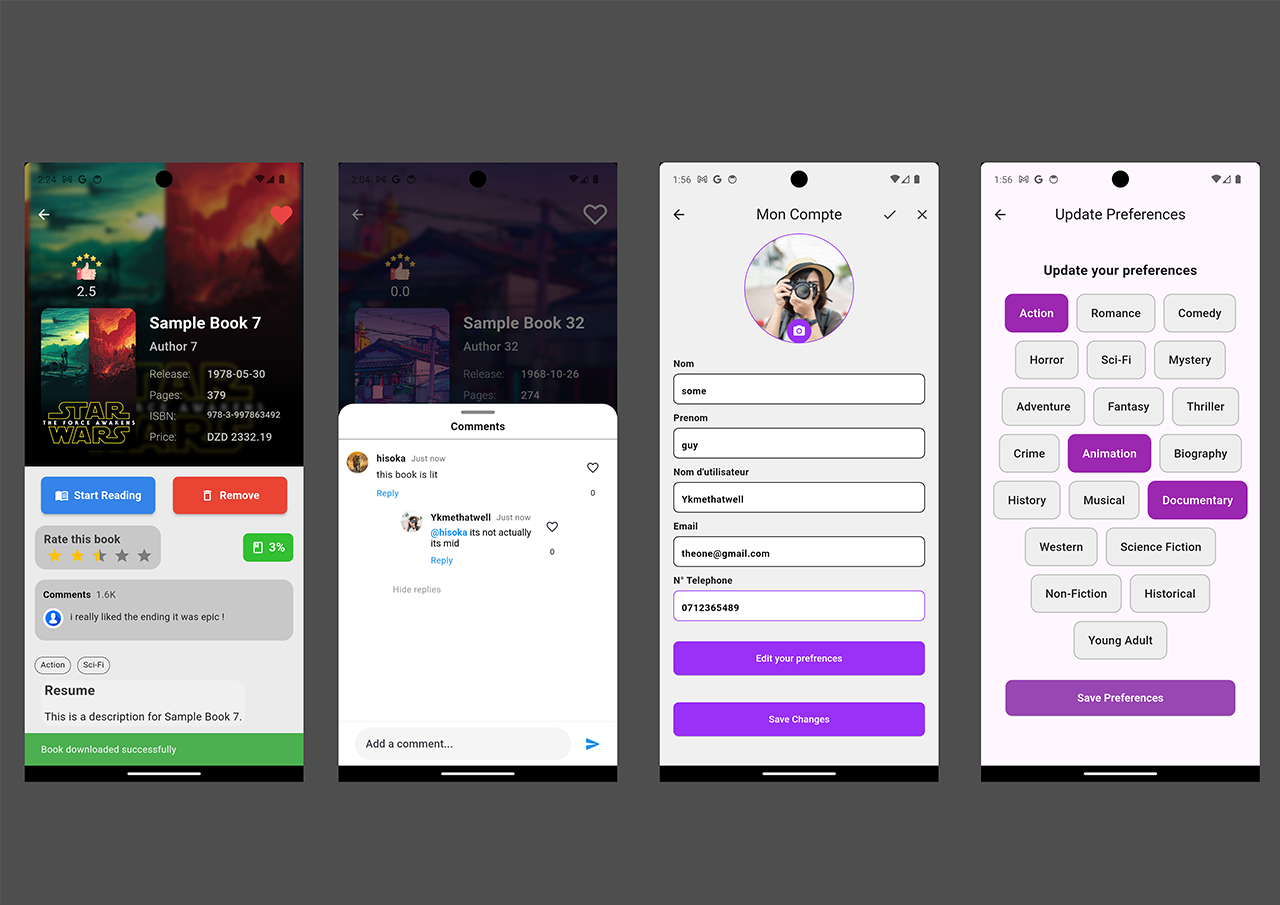 2:24
2.5
Sample Book 7
Author 7
Release: 1978-05-30
Pages: 379
ISBN: 978-3-997863492
Price: DZD 2332.19
STAR
THE FORCE AWAKENS
WARS
Start Reading
Remove
Rate this book
3%
Comments 1.6K
i really liked the ending it was epic !
Action Sci-Fi
Resume
This is a description for Sample Book 7.
Book downloaded successfully
2:04
0.0
Sample Book 32
Author 32
Release: 1968-10-26
Pages: 274
Comments
hisoka Just now
this book is lit
0
Reply
Ykmethatwell Just now
@hisoka its not actually
its mid
0
Reply
Hide replies
Add a comment...
1:56
Mon Compte
Nom
some
Prenom
guy
Nom d'utilisateur
Ykmethatwell
Email
theone@gmail.com
N° Telephone
0712365489
Edit your prefrences
Save Changes
1:56
Update Preferences
Update your preferences
Action Romance Comedy
Horror Sci-Fi Mystery
Adventure Fantasy Thriller
Crime Animation Biography
History Musical Documentary
Western Science Fiction
Non-Fiction Historical
Young Adult
Save Preferences